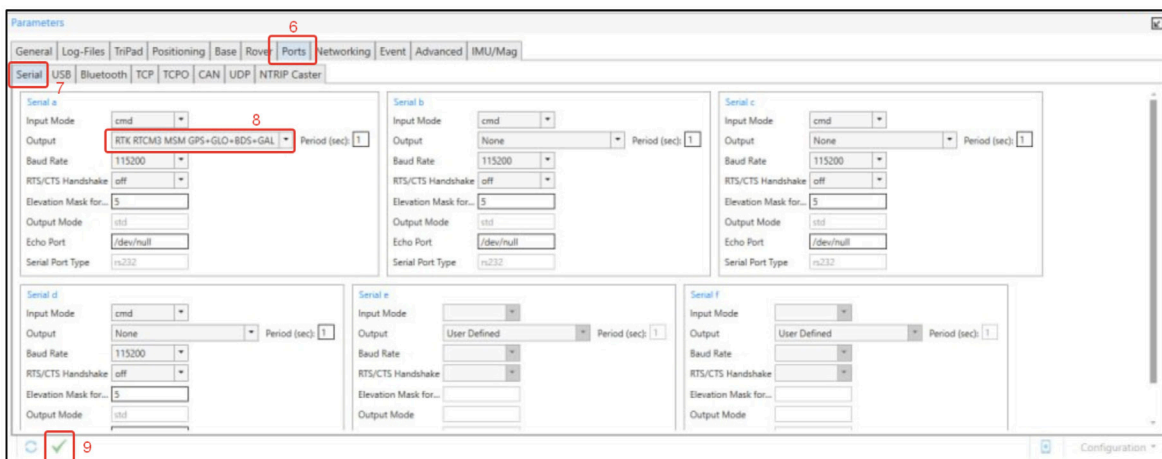 Parameters
6
General Log-Files TriPad Positioning Base Rover Ports Networking Event Advanced IMU/Mag
Serial USB Bluetooth TCP TCPO CAN UDP NTRIP Caster
7
Serial a
Input Mode cmd
8
Output RTK RTCM3 MSM GPS+GLO+BDS+GAL Period (sec): 1
Baud Rate 115200
RTS/CTS Handshake off
Elevation Mask for... 5
Output Mode std
Echo Port /dev/null
Serial Port Type rs232
Serial b
Input Mode cmd
Output None Period (sec): 1
Baud Rate 115200
RTS/CTS Handshake off
Elevation Mask for... 5
Output Mode std
Echo Port /dev/null
Serial Port Type rs232
Serial c
Input Mode cmd
Output None Period (sec): 1
Baud Rate 115200
RTS/CTS Handshake off
Elevation Mask for... 5
Output Mode std
Echo Port /dev/null
Serial Port Type rs232
Serial d
Input Mode cmd
Output None Period (sec): 1
Baud Rate 115200
RTS/CTS Handshake off
Elevation Mask for... 5
Output Mode std
Serial e
Input Mode
Output User Defined Period (sec): 1
Baud Rate
RTS/CTS Handshake
Elevation Mask for...
Output Mode
Serial f
Input Mode
Output User Defined Period (sec): 1
Baud Rate
RTS/CTS Handshake
Elevation Mask for...
Output Mode
9
Configuration